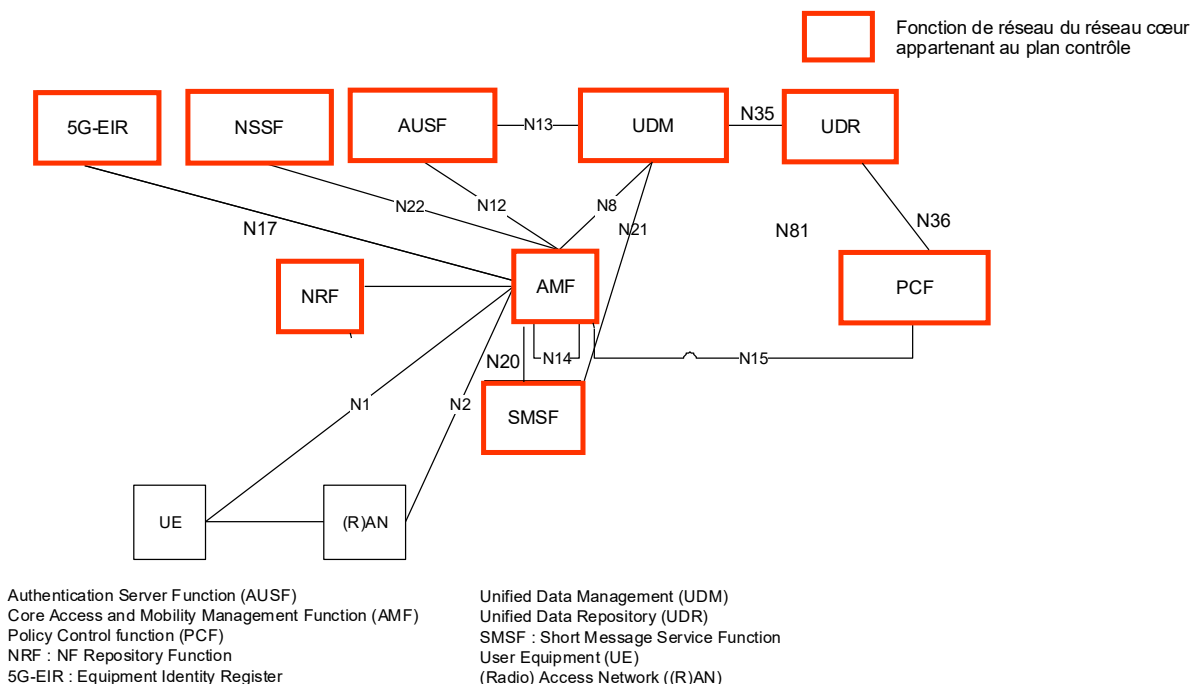 Fonction de réseau du réseau cœur
appartenant au plan contrôle
5G-EIR
NSSF
AUSF
N13
UDM
N35
UDR
N17
N22
N12
N8
N21
N81
N36
NRF
AMF
PCF
N20
N14
N15
N1
N2
SMSF
UE
(R)AN
Authentication Server Function (AUSF)
Core Access and Mobility Management Function (AMF)
Policy Control function (PCF)
NRF : NF Repository Function
5G-EIR : Equipment Identity Register
Unified Data Management (UDM)
Unified Data Repository (UDR)
SMSF : Short Message Service Function
User Equipment (UE)
(Radio) Access Network ((R)AN)